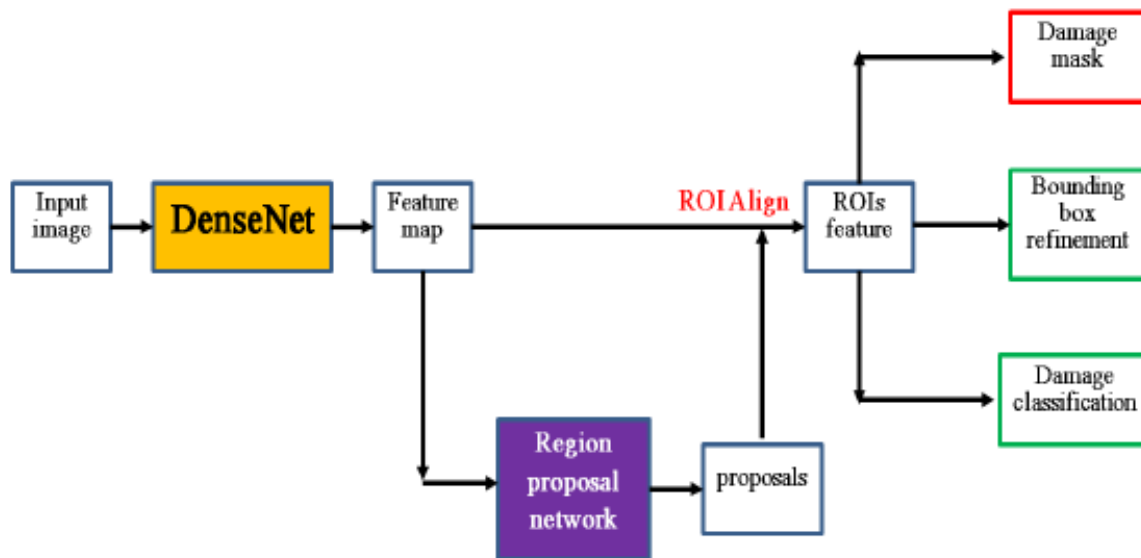 Input
image
DenseNet
Feature
map
ROI Align
ROIs
feature
Damage
mask
Bounding
box
refinement
Damage
classification
Region
proposal
network
proposals